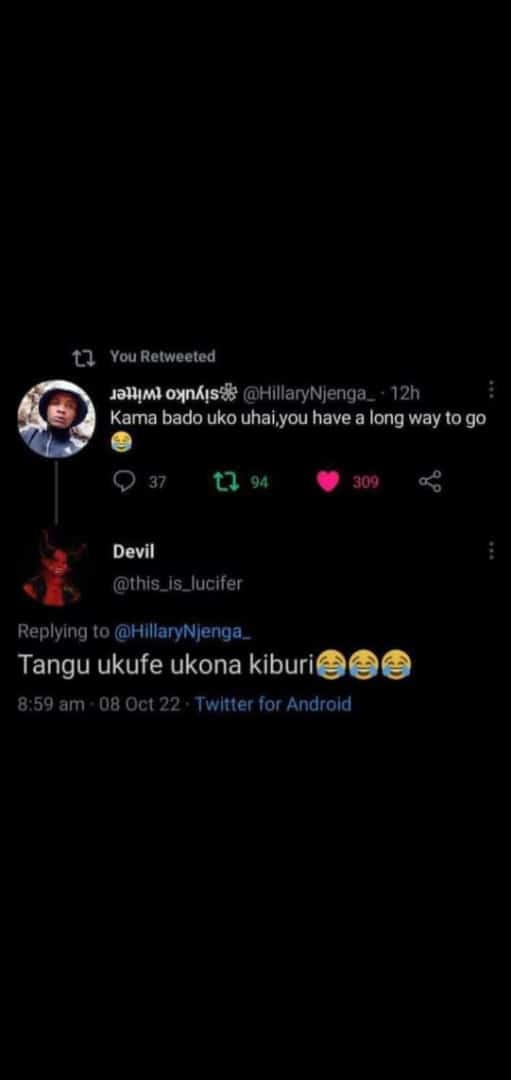 You Retweeted
ɹǝʇʇᴉʍʇ oʞnʎᴉs❀ @HillaryNjenga_ · 12h
Kama bado uko uhai,you have a long way to go
😂
37 94 309
Devil
@this_is_lucifer
Replying to @HillaryNjenga_
Tangu ukufe ukona kiburi😂😂😂
8:59 am · 08 Oct 22 · Twitter for Android